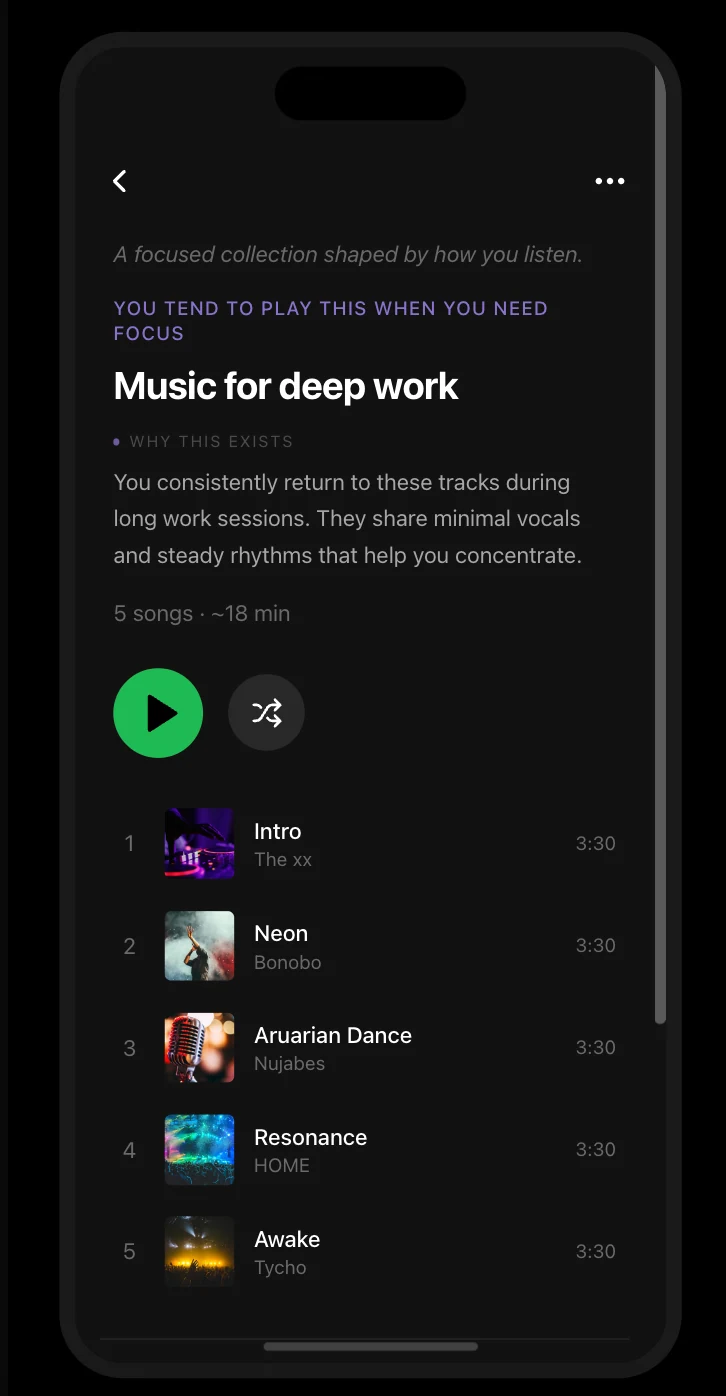 A focused collection shaped by how you listen.
YOU TEND TO PLAY THIS WHEN YOU NEED
FOCUS
Music for deep work
WHY THIS EXISTS
You consistently return to these tracks during
long work sessions. They share minimal vocals
and steady rhythms that help you concentrate.
5 songs · ~18 min
1 Intro 3:30
The xx
2 Neon 3:30
Bonobo
3 Aruarian Dance 3:30
Nujabes
4 Resonance 3:30
HOME
5 Awake 3:30
Tycho